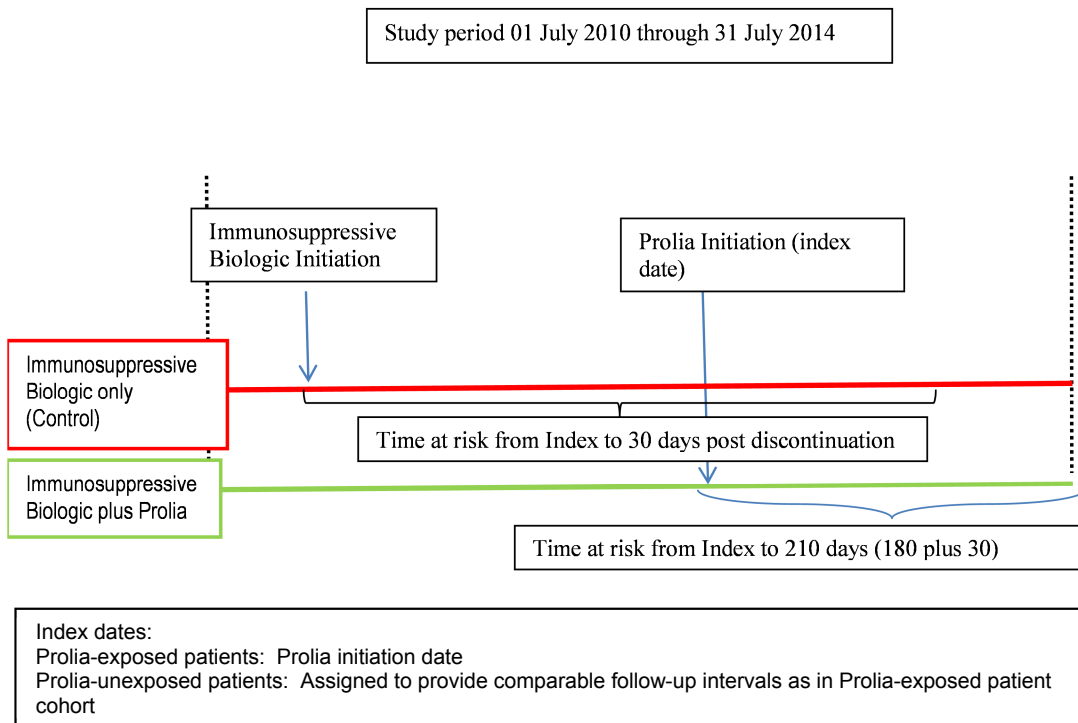 Study period 01 July 2010 through 31 July 2014
Immunosuppressive
Biologic Initiation
Prolia Initiation (index
date)
Immunosuppressive
Biologic only
(Control)
Time at risk from Index to 30 days post discontinuation
Immunosuppressive
Biologic plus Prolia
Time at risk from Index to 210 days (180 plus 30)
Index dates:
Prolia-exposed patients: Prolia initiation date
Prolia-unexposed patients: Assigned to provide comparable follow-up intervals as in Prolia-exposed patient
cohort